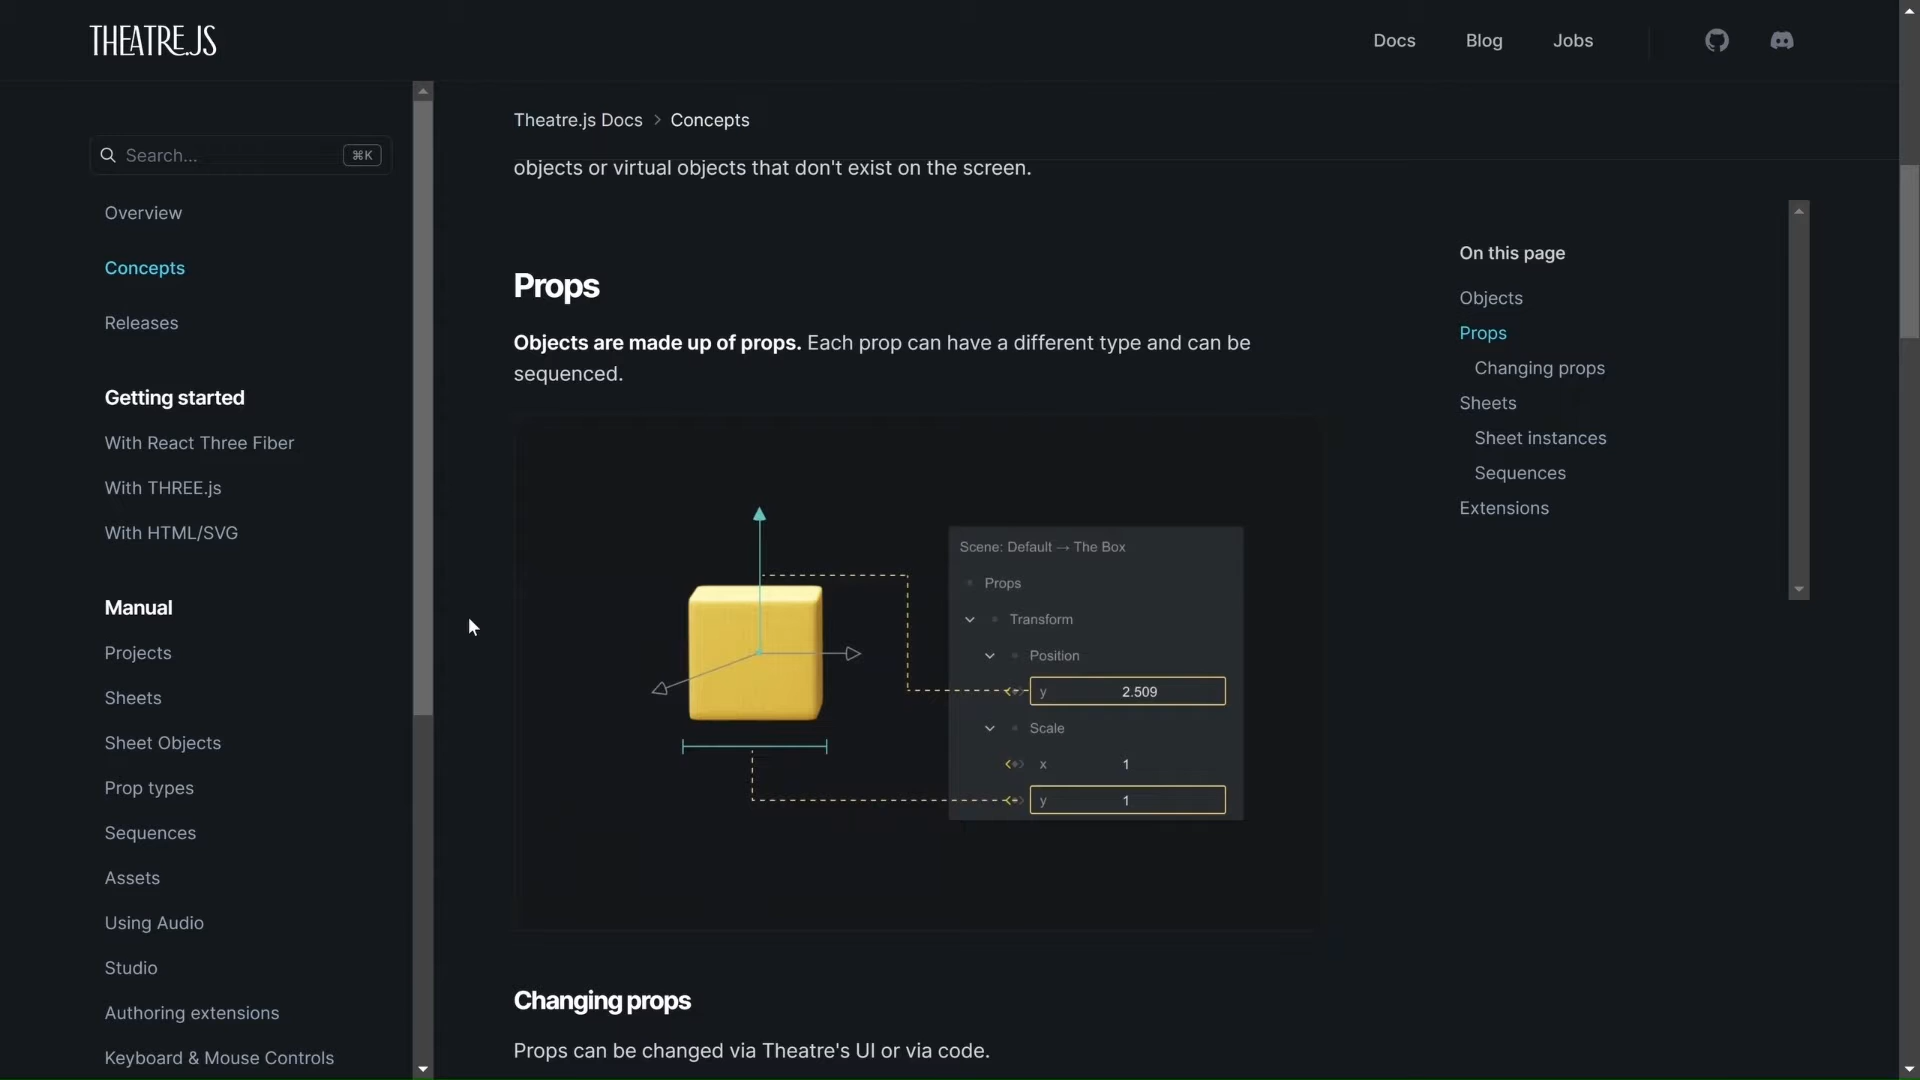 THEATRE.JS
Docs
Blog
Jobs
Search...
⌘K
Overview
Concepts
Releases
Getting started
With React Three Fiber
With THREE.js
With HTML/SVG
Manual
Projects
Sheets
Sheet Objects
Prop types
Sequences
Assets
Using Audio
Studio
Authoring extensions
Keyboard & Mouse Controls
Theatre.js Docs > Concepts
objects or virtual objects that don't exist on the screen.
Props
Objects are made up of props. Each prop can have a different type and can be
sequenced.
Scene: Default → The Box
Props
Transform
Position
y 2.509
Scale
x 1
y 1
Changing props
Props can be changed via Theatre's UI or via code.
On this page
Objects
Props
Changing props
Sheets
Sheet instances
Sequences
Extensions